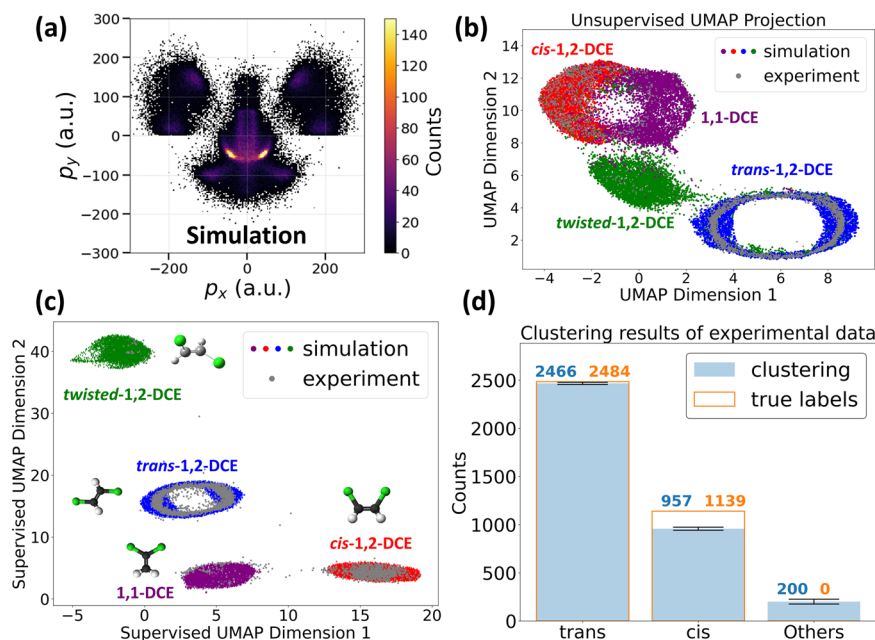 (a)
300
200
100
0
−100
−200
−300
p_y (a.u.)
Simulation
−200 0 200
p_x (a.u.)
140
120
100
80
60
40
20
0
Counts
(b)
Unsupervised UMAP Projection
14
12
10
8
6
4
2
UMAP Dimension 2
cis-1,2-DCE
simulation
experiment
1,1-DCE
trans-1,2-DCE
twisted-1,2-DCE
−4 −2 0 2 4 6 8
UMAP Dimension 1
(c)
50
40
30
20
10
0
Supervised UMAP Dimension 2
simulation
experiment
twisted-1,2-DCE
trans-1,2-DCE
cis-1,2-DCE
1,1-DCE
−5 0 5 10 15 20
Supervised UMAP Dimension 1
(d)
Clustering results of experimental data
2500
2000
1500
1000
500
0
Counts
2466 2484
clustering
true labels
957 1139
200 0
trans cis Others